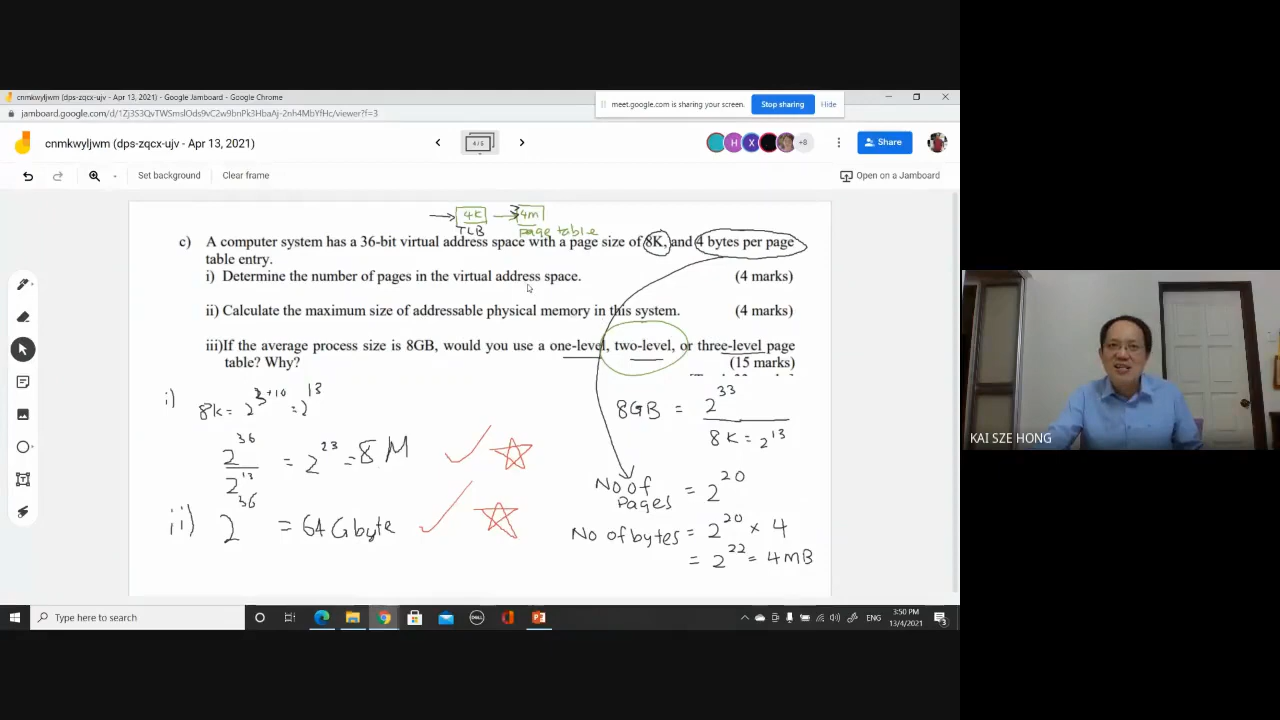 cnmkwyljwm (dps-zqcx-ujv - Apr 13, 2021) - Google Jamboard - Google Chrome
meet.google.com is sharing your screen.
Stop sharing
Hide
cnmkwyljwm (dps-zqcx-ujv - Apr 13, 2021)
4/5
H
X
+8
Share
Set background
Clear frame
Open on a Jamboard
4K
4m
TLB
page table
c) A computer system has a 36-bit virtual address space with a page size of 8K, and 4 bytes per page
table entry.
i) Determine the number of pages in the virtual address space. (4 marks)
ii) Calculate the maximum size of addressable physical memory in this system. (4 marks)
iii)If the average process size is 8GB, would you use a one-level, two-level, or three-level page
table? Why? (15 marks)
i) 8K = 2^3+10 = 2^13
2^36 / 2^13 = 2^23 = 8 M
ii) 2^36 = 64 Gbyte
8GB = 2^33
8K = 2^13
No of
pages = 2^20
No of bytes = 2^20 × 4
= 2^22 = 4MB
KAI SZE HONG
Type here to search
ENG
3:50 PM
13/4/2021
3